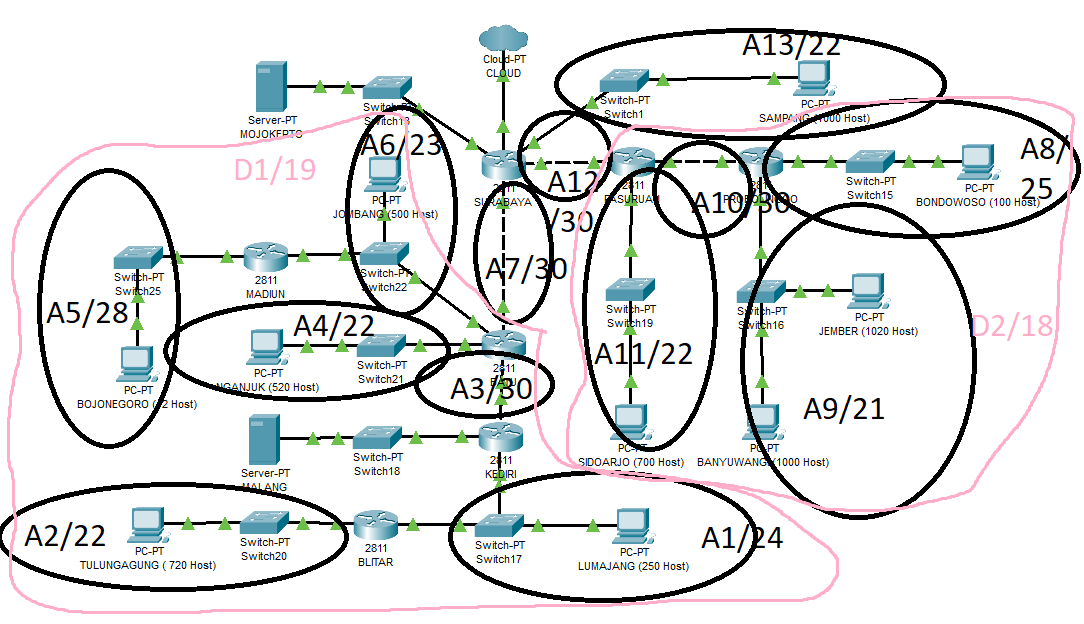 Cloud-PT
CLOUD
A13/22
Switch-PT
Switch1
PC-PT
SAMPANG (1000 Host)
Server-PT
MOJOKERTO
Switch-PT
Switch13
A6/23
PC-PT
JOMBANG (500 Host)
D1/19
2811
SURABAYA
A12
/30
2811
PASURUAN
A10/30
2811
PROBOLINGGO
Switch-PT
Switch15
PC-PT
BONDOWOSO (100 Host)
A8/
25
Switch-PT
Switch25
2811
MADIUN
Switch-PT
Switch22
A7/30
A5/28
PC-PT
BOJONEGORO (12 Host)
A4/22
PC-PT
NGANJUK (520 Host)
Switch-PT
Switch21
2811
BATU
A3/30
Switch-PT
Switch19
A11/22
PC-PT
SIDOARJO (700 Host)
Switch-PT
Switch16
PC-PT
JEMBER (1020 Host)
D2/18
A9/21
PC-PT
BANYUWANGI (1000 Host)
Server-PT
MALANG
Switch-PT
Switch18
2811
KEDIRI
A2/22
PC-PT
TULUNGAGUNG ( 720 Host)
Switch-PT
Switch20
2811
BLITAR
Switch-PT
Switch17
PC-PT
LUMAJANG (250 Host)
A1/24